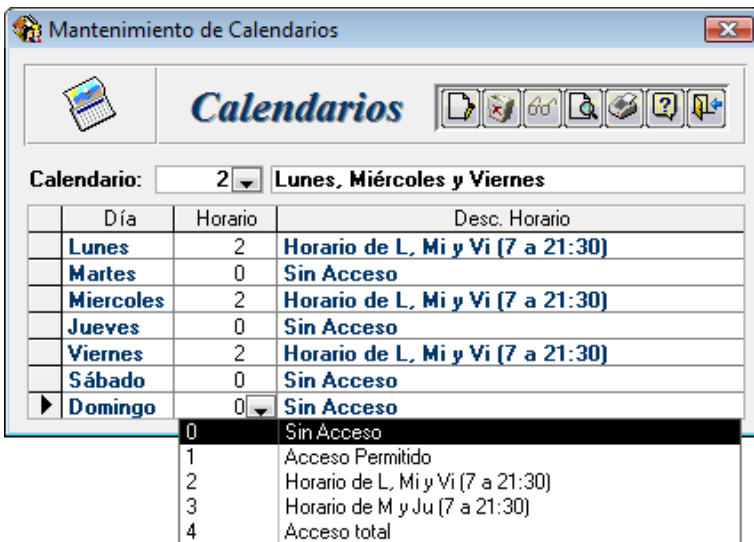 Mantenimiento de Calendarios
Calendarios
Calendario: 2 Lunes, Miércoles y Viernes
Día Horario Desc. Horario
Lunes 2 Horario de L, Mi y Vi (7 a 21:30)
Martes 0 Sin Acceso
Miercoles 2 Horario de L, Mi y Vi (7 a 21:30)
Jueves 0 Sin Acceso
Viernes 2 Horario de L, Mi y Vi (7 a 21:30)
Sábado 0 Sin Acceso
Domingo 0 Sin Acceso
0 Sin Acceso
1 Acceso Permitido
2 Horario de L, Mi y Vi (7 a 21:30)
3 Horario de M y Ju (7 a 21:30)
4 Acceso total